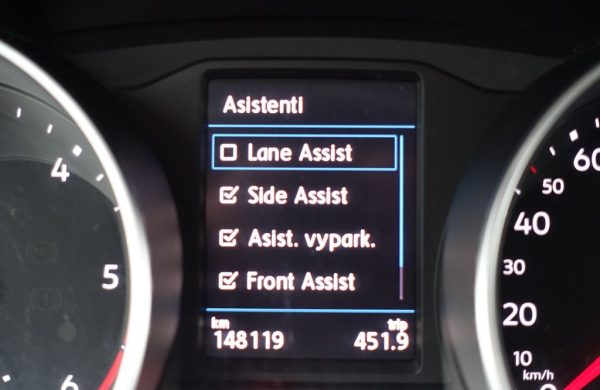 Asistenti
Lane Assist
Side Assist
Asist. vypark.
Front Assist
km trip
148119 451.9
4
5
6
60
50
40
30
20
10
0
km/h